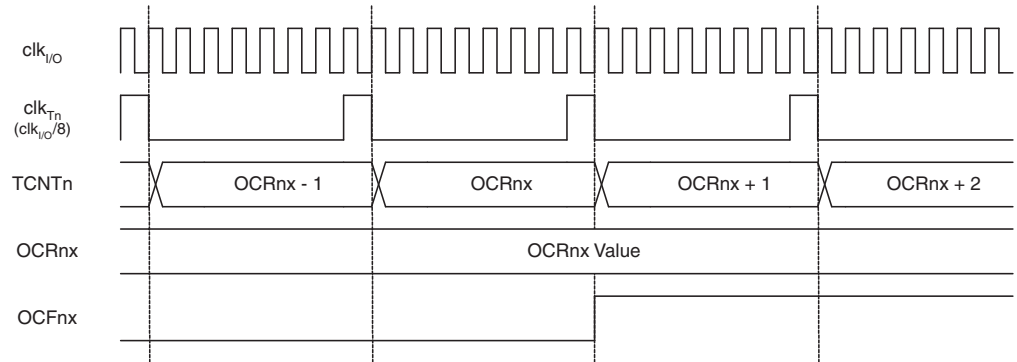 clkI/O
clkTn
(clkI/O/8)
TCNTn OCRnx - 1 OCRnx OCRnx + 1 OCRnx + 2
OCRnx OCRnx Value
OCFnx